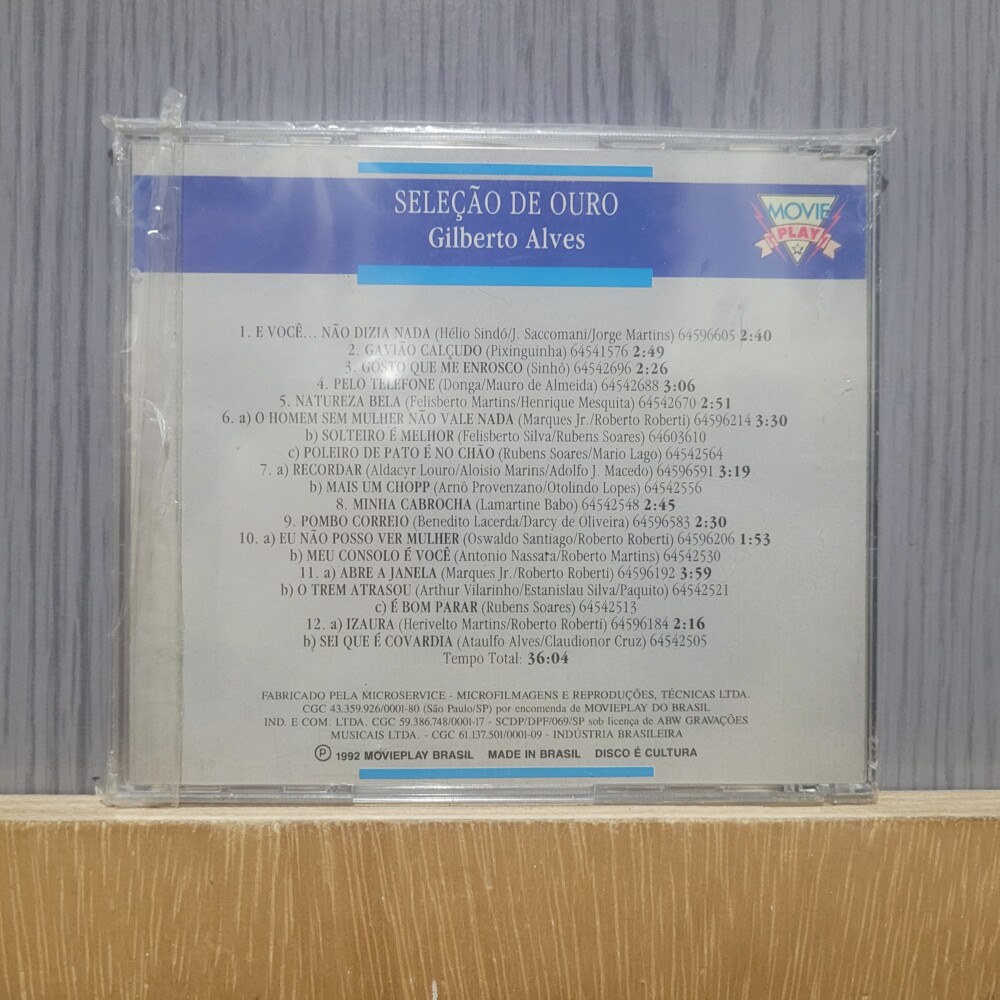 SELEÇÃO DE OURO
Gilberto Alves
MOVIE
PLAY
1. E VOCÊ... NÃO DIZIA NADA (Hélio Sindô/J. Saccomani/Jorge Martins) 64596605 2:40
2. GAVIÃO CALÇUDO (Pixinguinha) 64541576 2:49
3. GOSTO QUE ME ENROSCO (Sinhô) 64542696 2:26
4. PELO TELEFONE (Donga/Mauro de Almeida) 64542688 3:06
5. NATUREZA BELA (Felisberto Martins/Henrique Mesquita) 64542670 2:51
6. a) O HOMEM SEM MULHER NÃO VALE NADA (Marques Jr./Roberto Roberti) 64596214 3:30
b) SOLTEIRO É MELHOR (Felisberto Silva/Rubens Soares) 64603610
c) POLEIRO DE PATO É NO CHÃO (Rubens Soares/Mario Lago) 64542564
7. a) RECORDAR (Aldacyr Louro/Aloisio Marins/Adolfo J. Macedo) 64596591 3:19
b) MAIS UM CHOPP (Arnô Provenzano/Otolindo Lopes) 64542556
8. MINHA CABROCHA (Lamartine Babo) 64542548 2:45
9. POMBO CORREIO (Benedito Lacerda/Darcy de Oliveira) 64596583 2:30
10. a) EU NÃO POSSO VER MULHER (Oswaldo Santiago/Roberto Roberti) 64596206 1:53
b) MEU CONSOLO É VOCÊ (Antonio Nassara/Roberto Martins) 64542530
11. a) ABRE A JANELA (Marques Jr./Roberto Roberti) 64596192 3:59
b) O TREM ATRASOU (Arthur Vilarinho/Estanislau Silva/Paquito) 64542521
c) É BOM PARAR (Rubens Soares) 64542513
12. a) IZAURA (Herivelto Martins/Roberto Roberti) 64596184 2:16
b) SEI QUE É COVARDIA (Ataulfo Alves/Claudionor Cruz) 64542505
Tempo Total: 36:04
FABRICADO PELA MICROSERVICE - MICROFILMAGENS E REPRODUÇÕES, TÉCNICAS LTDA.
CGC 43.359.926/0001-80 (São Paulo/SP) por encomenda de MOVIEPLAY DO BRASIL
IND. E COM. LTDA. CGC 59.386.748/0001-17 - SCDP/DPF/069/SP sob licença de ABW GRAVAÇÕES
MUSICAIS LTDA. - CGC 61.137.501/0001-09 - INDÚSTRIA BRASILEIRA
Ⓟ 1992 MOVIEPLAY BRASIL MADE IN BRASIL DISCO É CULTURA